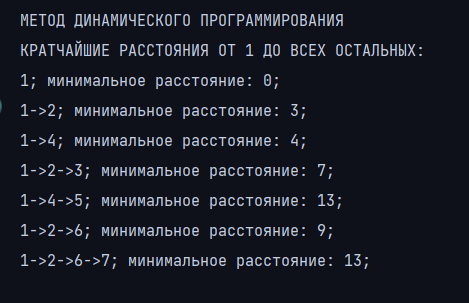 МЕТОД ДИНАМИЧЕСКОГО ПРОГРАММИРОВАНИЯ
КРАТЧАЙШИЕ РАССТОЯНИЯ ОТ 1 ДО ВСЕХ ОСТАЛЬНЫХ:
1; минимальное расстояние: 0;
1->2; минимальное расстояние: 3;
1->4; минимальное расстояние: 4;
1->2->3; минимальное расстояние: 7;
1->4->5; минимальное расстояние: 13;
1->2->6; минимальное расстояние: 9;
1->2->6->7; минимальное расстояние: 13;